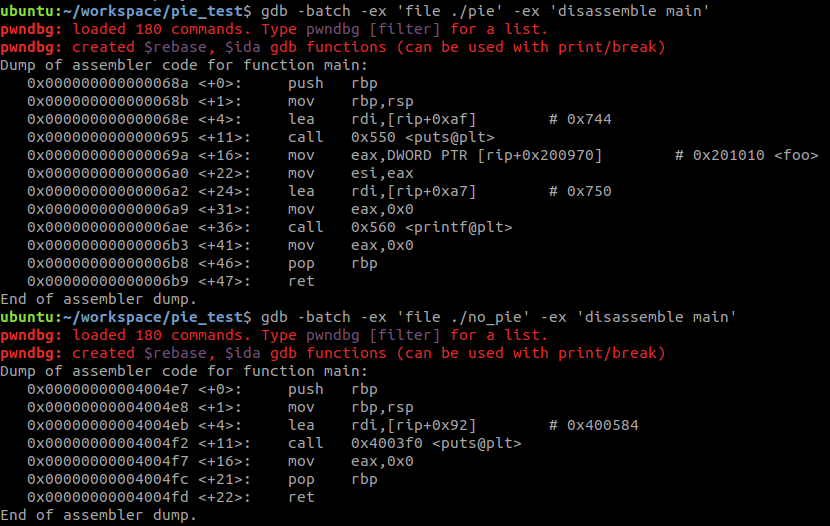 ubuntu:~/workspace/pie_test$ gdb -batch -ex 'file ./pie' -ex 'disassemble main'
pwndbg: loaded 180 commands. Type pwndbg [filter] for a list.
pwndbg: created $rebase, $ida gdb functions (can be used with print/break)
Dump of assembler code for function main:
   0x000000000000068a <+0>:     push   rbp
   0x000000000000068b <+1>:     mov    rbp,rsp
   0x000000000000068e <+4>:     lea    rdi,[rip+0xaf]        # 0x744
   0x0000000000000695 <+11>:    call   0x550 <puts@plt>
   0x000000000000069a <+16>:    mov    eax,DWORD PTR [rip+0x200970]        # 0x201010 <foo>
   0x00000000000006a0 <+22>:    mov    esi,eax
   0x00000000000006a2 <+24>:    lea    rdi,[rip+0xa7]        # 0x750
   0x00000000000006a9 <+31>:    mov    eax,0x0
   0x00000000000006ae <+36>:    call   0x560 <printf@plt>
   0x00000000000006b3 <+41>:    mov    eax,0x0
   0x00000000000006b8 <+46>:    pop    rbp
   0x00000000000006b9 <+47>:    ret
End of assembler dump.
ubuntu:~/workspace/pie_test$ gdb -batch -ex 'file ./no_pie' -ex 'disassemble main'
pwndbg: loaded 180 commands. Type pwndbg [filter] for a list.
pwndbg: created $rebase, $ida gdb functions (can be used with print/break)
Dump of assembler code for function main:
   0x00000000004004e7 <+0>:     push   rbp
   0x00000000004004e8 <+1>:     mov    rbp,rsp
   0x00000000004004eb <+4>:     lea    rdi,[rip+0x92]        # 0x400584
   0x00000000004004f2 <+11>:    call   0x4003f0 <puts@plt>
   0x00000000004004f7 <+16>:    mov    eax,0x0
   0x00000000004004fc <+21>:    pop    rbp
   0x00000000004004fd <+22>:    ret
End of assembler dump.